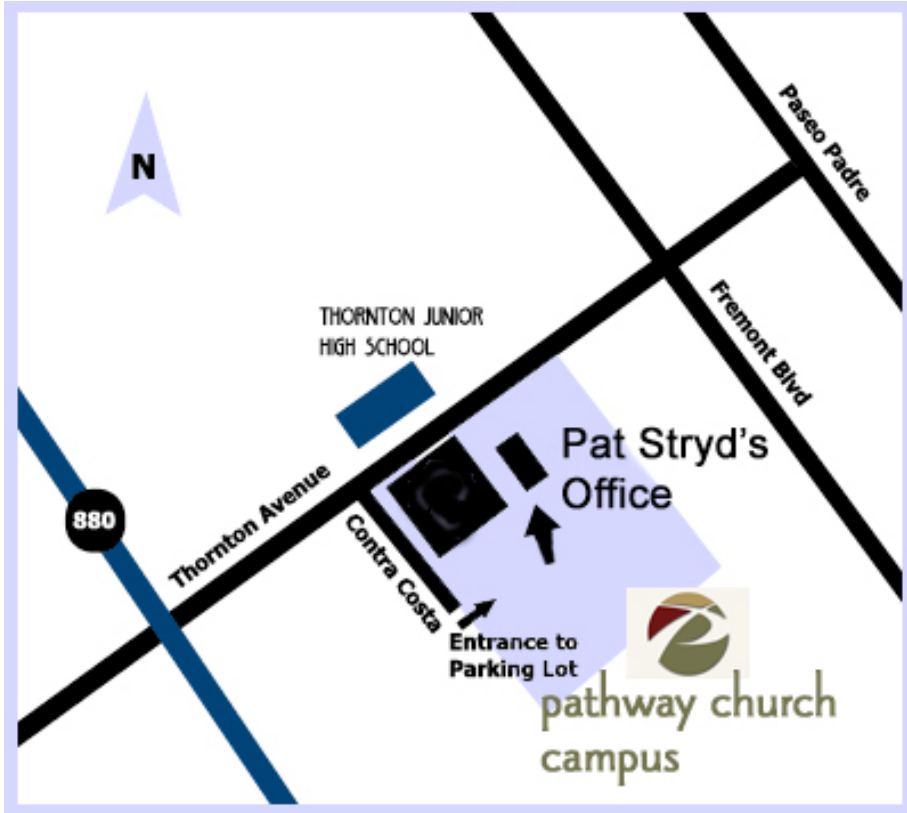 Paseo Padre
N
Fremont Blvd
THORNTON JUNIOR
HIGH SCHOOL
Pat Stryd's
Office
880
Thornton Avenue
Contra Costa
Entrance to
Parking Lot
pathway church
campus